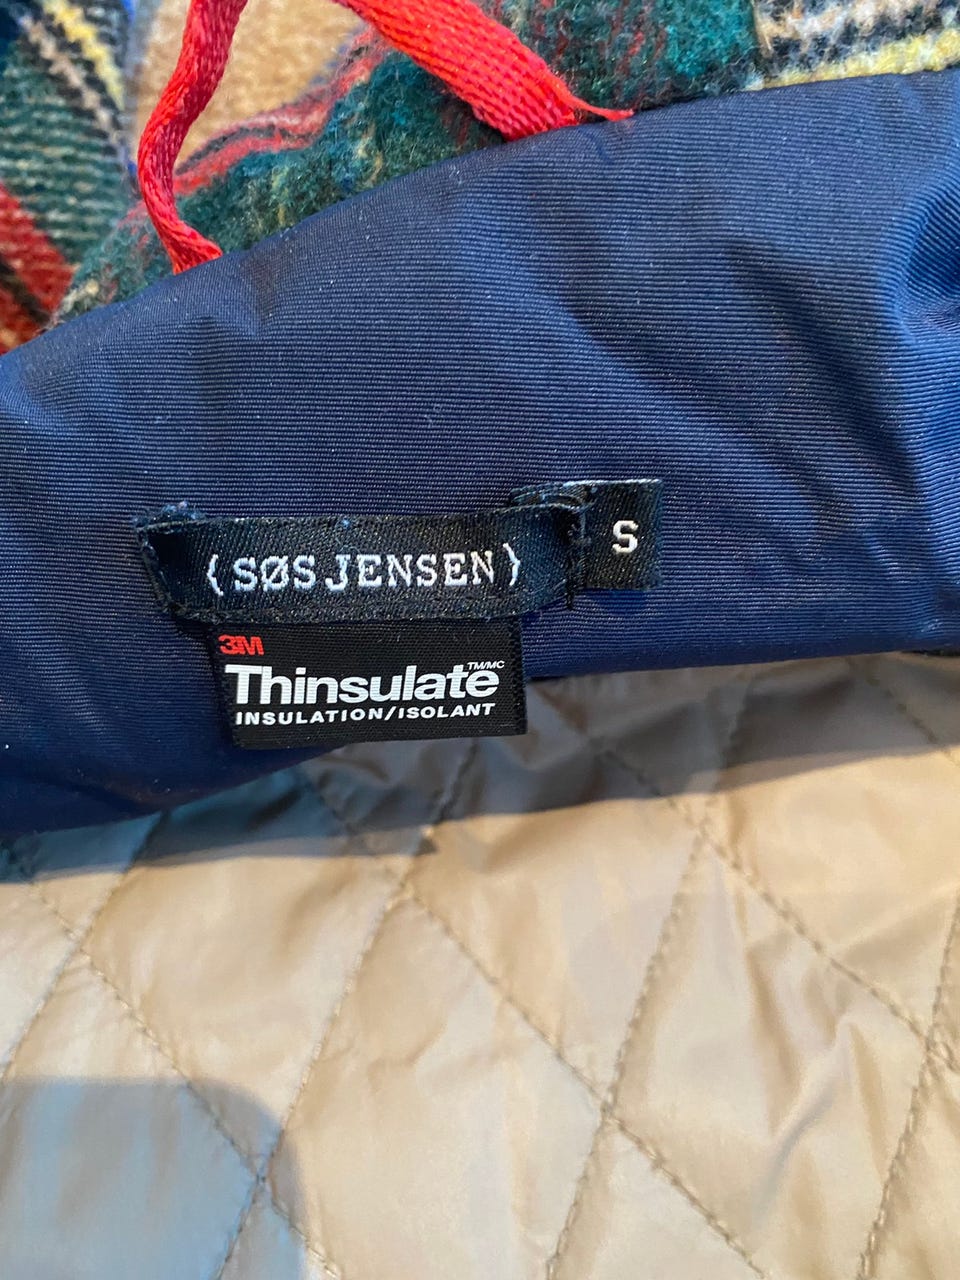 {SØS JENSEN}
S
3M
Thinsulate TM/MC
INSULATION/ISOLANT